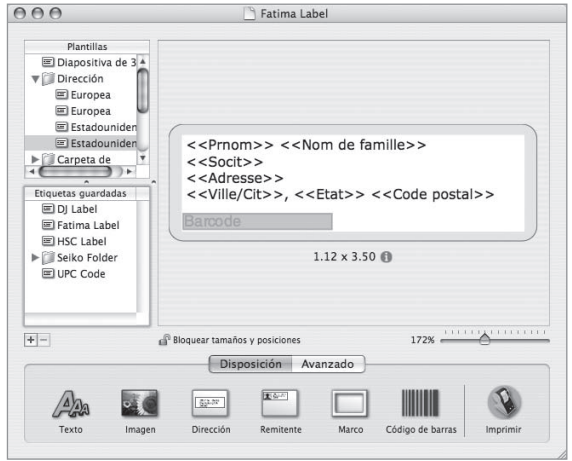 Fatima Label
Plantillas
Diapositiva de 3
Dirección
Europea
Europea
Estadouniden
Estadouniden
Carpeta de
Etiquetas guardadas
DJ Label
Fatima Label
HSC Label
Seiko Folder
UPC Code
<<Prnom>> <<Nom de famille>>
<<Socit>>
<<Adresse>>
<<Ville/Cit>>, <<Etat>> <<Code postal>>
Barcode
1.12 x 3.50
Bloquear tamaños y posiciones
172%
Disposición Avanzado
Texto Imagen Dirección Remitente Marco Código de barras Imprimir